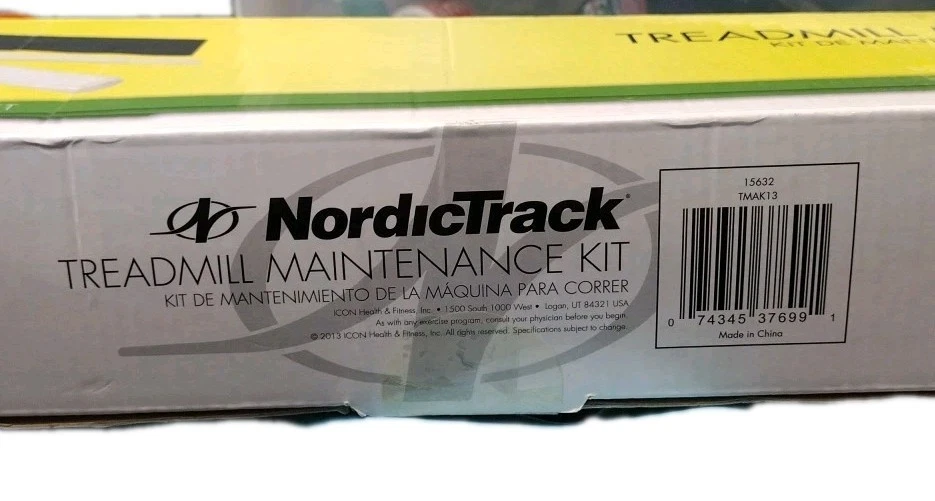 TREADMILL
KIT DE
NordicTrack
TREADMILL MAINTENANCE KIT
KIT DE MANTENIMIENTO DE LA MÁQUINA PARA CORRER
ICON Health & Fitness, Inc. • 1500 South 1000 West • Logan, UT 84321 USA
As with any exercise program, consult your physician before you begin.
© 2013 ICON Health & Fitness, Inc. All rights reserved. Specifications subject to change.
15632
TMAK13
0 74345 37699 1
Made in China